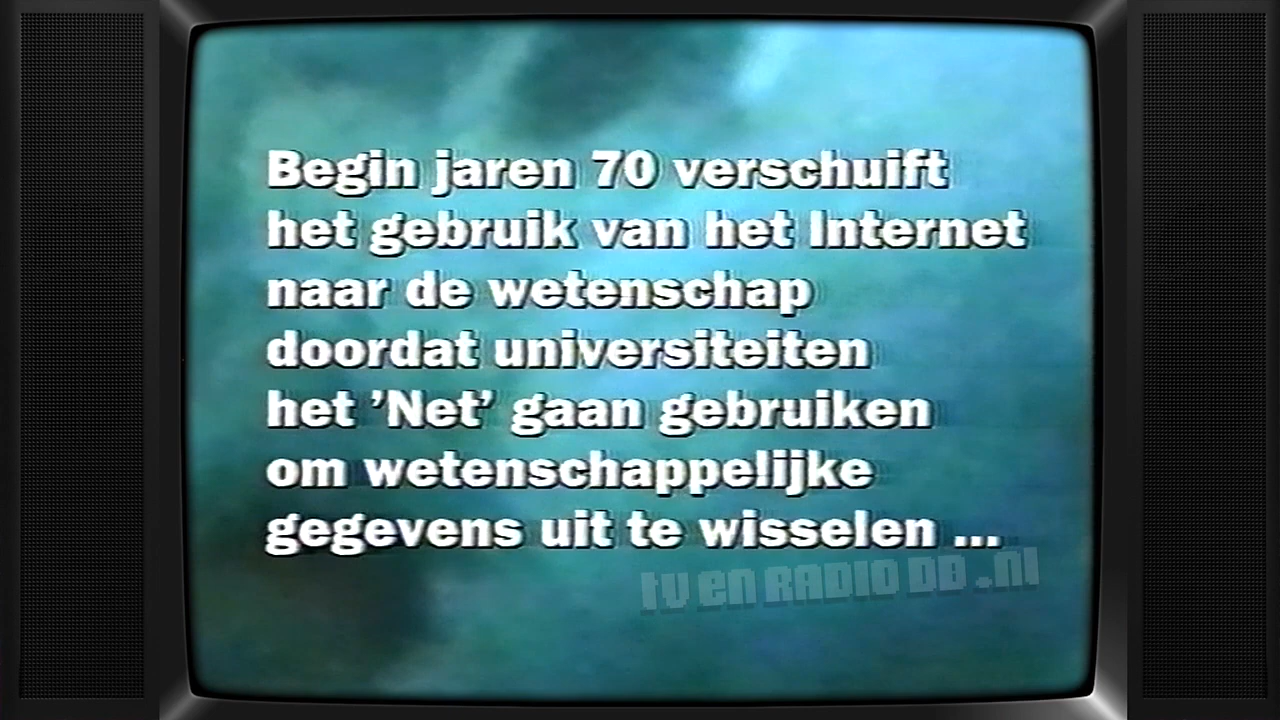 Begin jaren 70 verschuift
het gebruik van het Internet
naar de wetenschap
doordat universiteiten
het ’Net’ gaan gebruiken
om wetenschappelijke
gegevens uit te wisselen ...
tv en RADIO DB .nl